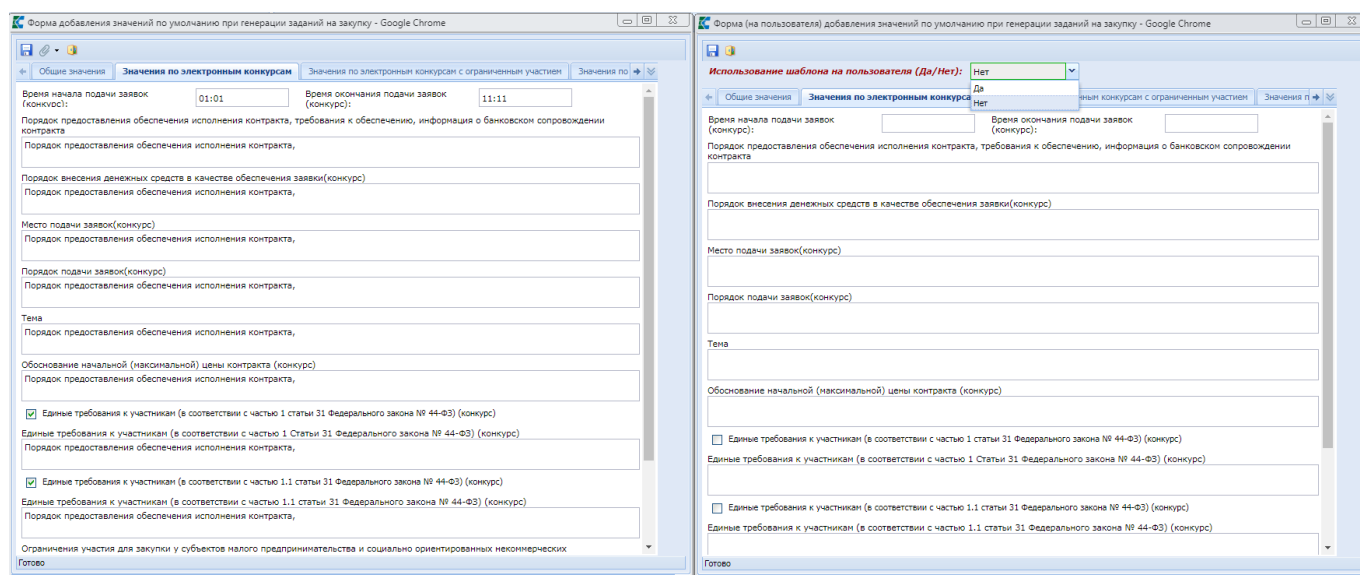 Форма добавления значений по умолчанию при генерации заданий на закупку - Google Chrome
Общие значения Значения по электронным конкурсам Значения по электронным конкурсам с ограниченным участием Значения по
Время начала подачи заявок (конкурс): 01:01 Время окончания подачи заявок (конкурс): 11:11
Порядок предоставления обеспечения исполнения контракта, требования к обеспечению, информация о банковском сопровождении
контракта
Порядок предоставления обеспечения исполнения контракта,
Порядок внесения денежных средств в качестве обеспечения заявки(конкурс)
Порядок предоставления обеспечения исполнения контракта,
Место подачи заявок(конкурс)
Порядок предоставления обеспечения исполнения контракта,
Порядок подачи заявок(конкурс)
Порядок предоставления обеспечения исполнения контракта,
Тема
Порядок предоставления обеспечения исполнения контракта,
Обоснование начальной (максимальной) цены контракта (конкурс)
Порядок предоставления обеспечения исполнения контракта,
Единые требования к участникам (в соответствии с частью 1 статьи 31 Федерального закона № 44-ФЗ) (конкурс)
Единые требования к участникам (в соответствии с частью 1 Статьи 31 Федерального закона № 44-ФЗ) (конкурс)
Порядок предоставления обеспечения исполнения контракта,
Единые требования к участникам (в соответствии с частью 1.1 статьи 31 Федерального закона № 44-ФЗ) (конкурс)
Единые требования к участникам (в соответствии с частью 1.1 статьи 31 Федерального закона № 44-ФЗ) (конкурс)
Порядок предоставления обеспечения исполнения контракта,
Ограничения участия для закупки у субъектов малого предпринимательства и социально ориентированных некоммерческих
Готово
Форма (на пользователя) добавления значений по умолчанию при генерации заданий на закупку - Google Chrome
Использование шаблона на пользователя (Да/Нет): Нет
Да
Нет
Общие значения Значения по электронным конкурса нным конкурсам с ограниченным участием Значения п
Время начала подачи заявок
(конкурс):
Время окончания подачи заявок
(конкурс):
Порядок предоставления обеспечения исполнения контракта, требования к обеспечению, информация о банковском сопровождении
контракта
Порядок внесения денежных средств в качестве обеспечения заявки(конкурс)
Место подачи заявок(конкурс)
Порядок подачи заявок(конкурс)
Тема
Обоснование начальной (максимальной) цены контракта (конкурс)
Единые требования к участникам (в соответствии с частью 1 статьи 31 Федерального закона № 44-ФЗ) (конкурс)
Единые требования к участникам (в соответствии с частью 1 Статьи 31 Федерального закона № 44-ФЗ) (конкурс)
Единые требования к участникам (в соответствии с частью 1.1 статьи 31 Федерального закона № 44-ФЗ) (конкурс)
Единые требования к участникам (в соответствии с частью 1.1 статьи 31 Федерального закона № 44-ФЗ) (конкурс)
Готово